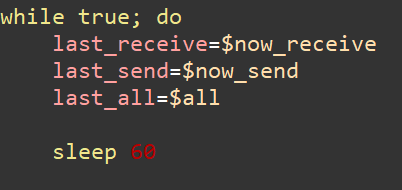 while true; do
    last_receive=$now_receive
    last_send=$now_send
    last_all=$all

    sleep 60